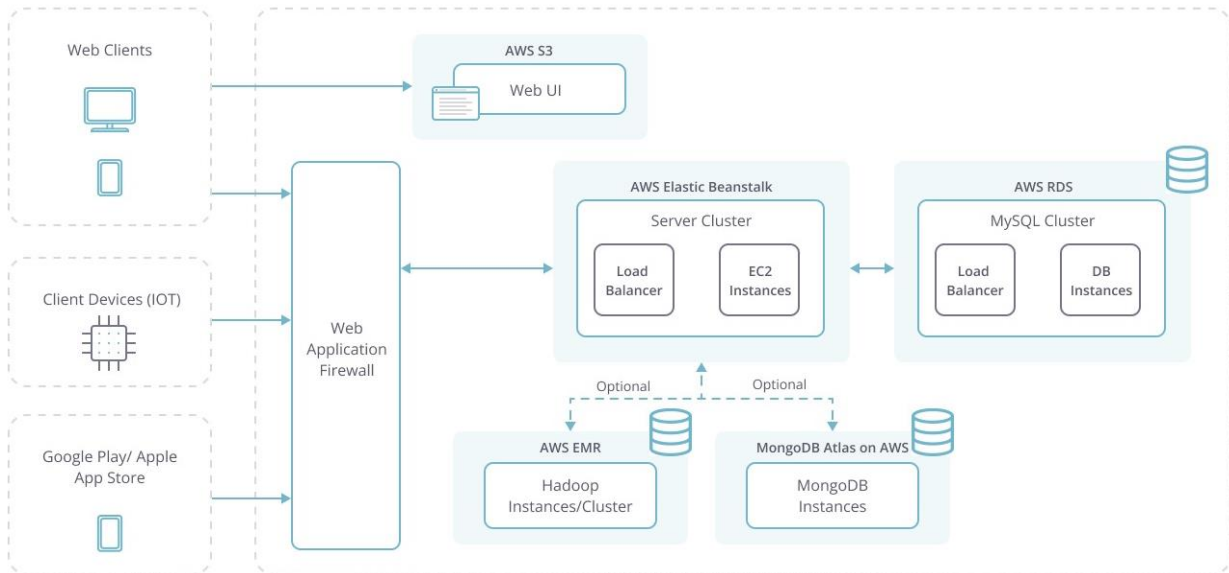 Web Clients
AWS S3
Web UI
AWS Elastic Beanstalk
Server Cluster
Load
Balancer
EC2
Instances
AWS RDS
MySQL Cluster
Load
Balancer
DB
Instances
Client Devices (IOT)
Web
Application
Firewall
Optional
Optional
Google Play/ Apple
App Store
AWS EMR
Hadoop
Instances/Cluster
MongoDB Atlas on AWS
MongoDB
Instances